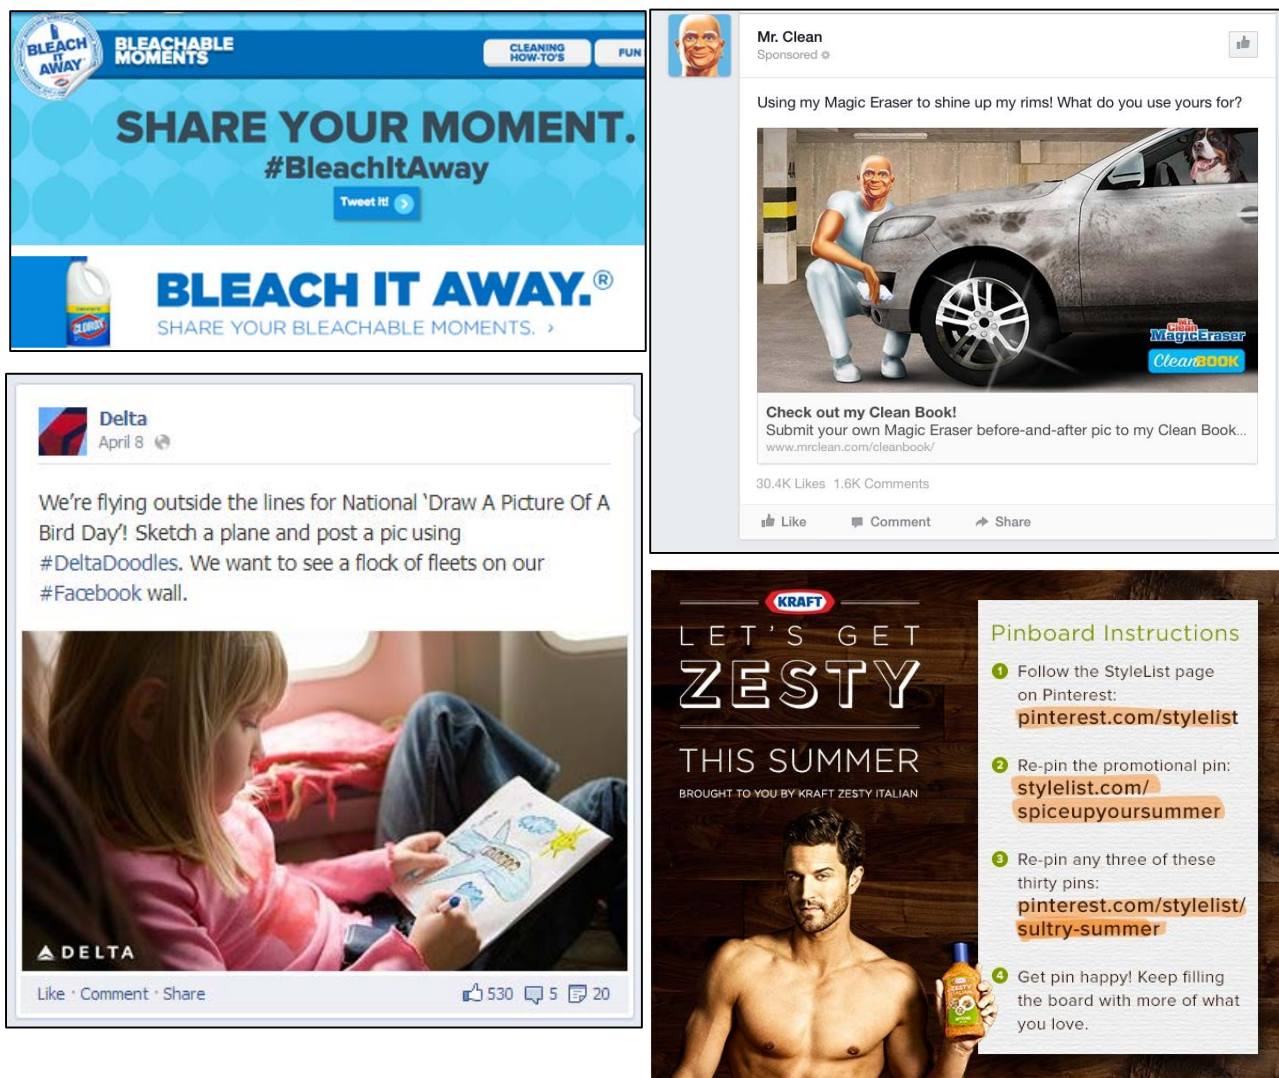 BLEACH
IT
AWAY
BLEACHABLE
MOMENTS
CLEANING
HOW-TO'S
FUN
SHARE YOUR MOMENT.
#BleachItAway
Tweet it!
CLOROX
BLEACH IT AWAY.®
SHARE YOUR BLEACHABLE MOMENTS. ›
Mr. Clean
Sponsored
Using my Magic Eraser to shine up my rims! What do you use yours for?
4A
Mr.
Clean
MagicEraser
CleanBOOK
Check out my Clean Book!
Submit your own Magic Eraser before-and-after pic to my Clean Book...
www.mrclean.com/cleanbook/
30.4K Likes 1.6K Comments
Like Comment Share
Delta
April 8
We're flying outside the lines for National 'Draw A Picture Of A
Bird Day'! Sketch a plane and post a pic using
#DeltaDoodles. We want to see a flock of fleets on our
#Facebook wall.
DELTA
Like · Comment · Share 530 5 20
KRAFT
LET'S GET
ZESTY
THIS SUMMER
BROUGHT TO YOU BY KRAFT ZESTY ITALIAN
ZESTY
ITALIAN
Pinboard Instructions
1 Follow the StyleList page
on Pinterest:
pinterest.com/stylelist
2 Re-pin the promotional pin:
stylelist.com/
spiceupyoursummer
3 Re-pin any three of these
thirty pins:
pinterest.com/stylelist/
sultry-summer
4 Get pin happy! Keep filling
the board with more of what
you love.